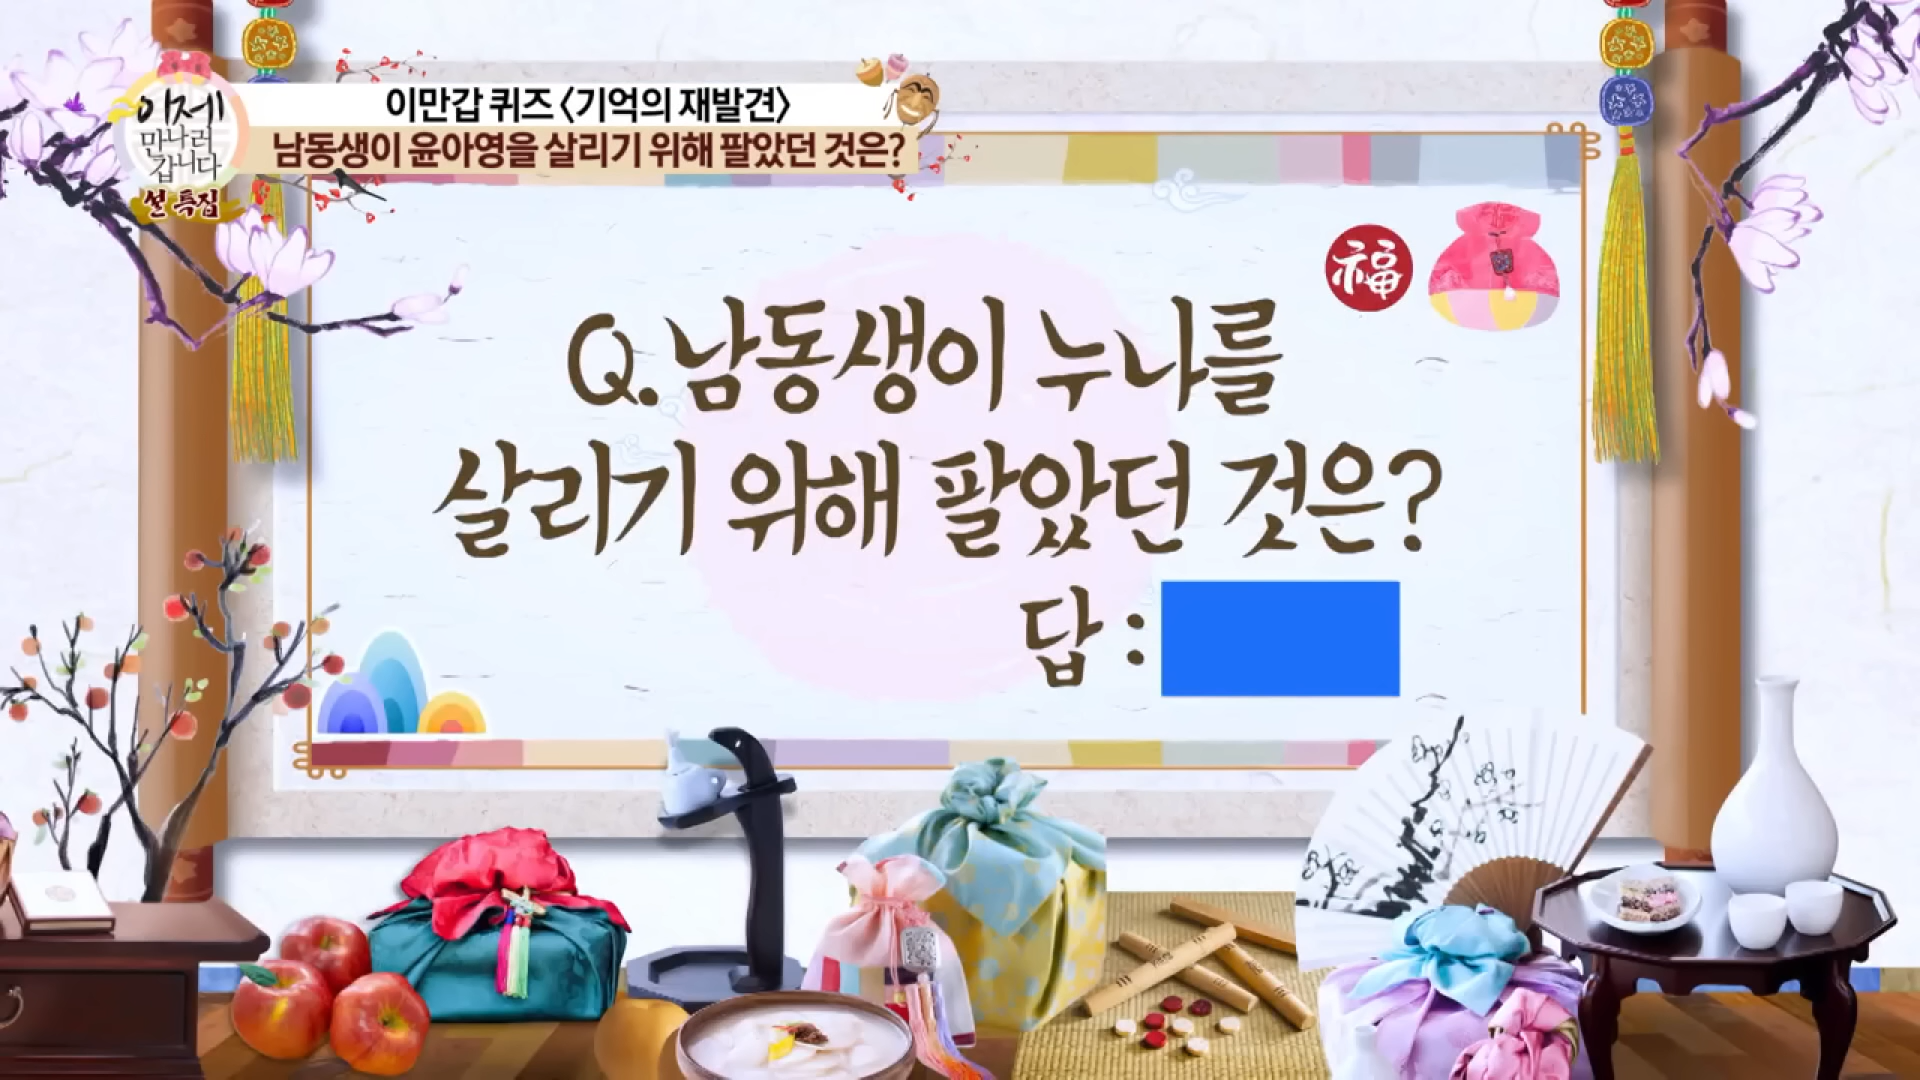 이제
만나러
갑니다
설 특집
이만갑 퀴즈 <기억의 재발견>
남동생이 윤아영을 살리기 위해 팔았던 것은?
福
Q. 남동생이 누나를
살리기 위해 팔았던 것은?
답 :